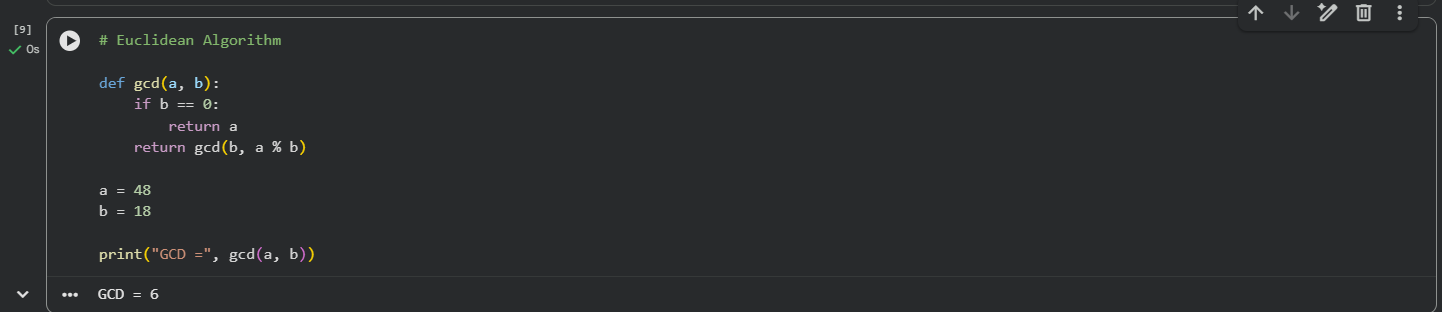 [9]
0s
# Euclidean Algorithm
def gcd(a, b):
    if b == 0:
        return a
    return gcd(b, a % b)
a = 48
b = 18
print("GCD =", gcd(a, b))
GCD = 6